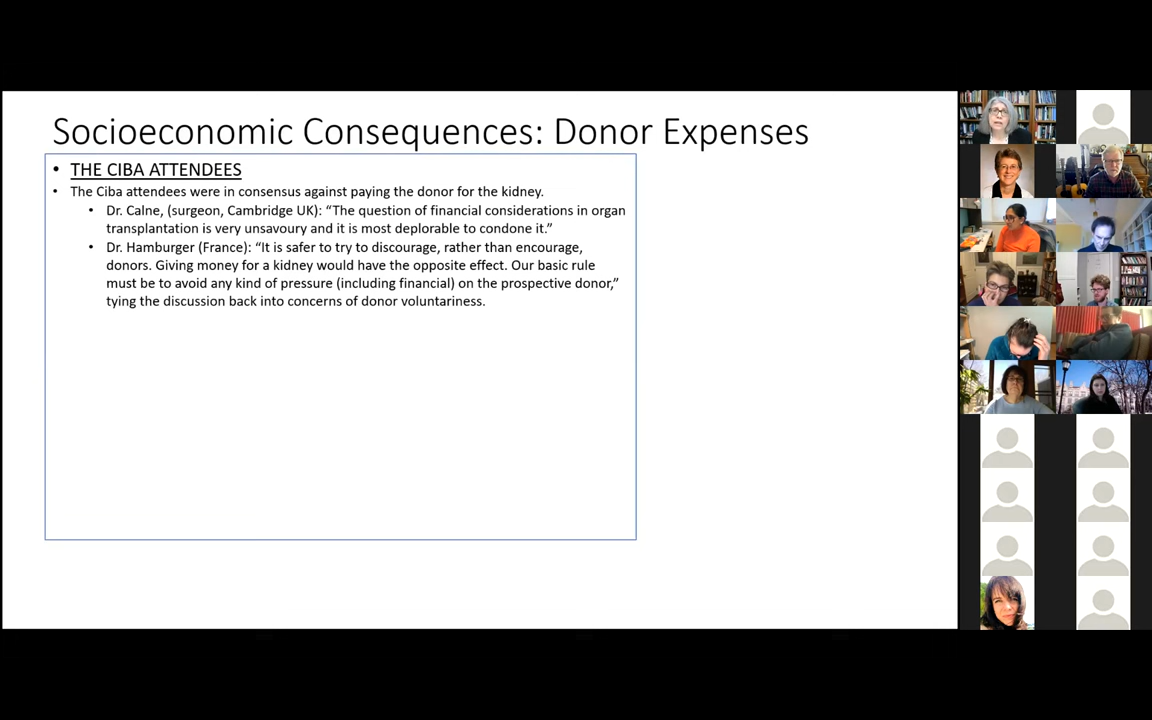 Socioeconomic Consequences: Donor Expenses
• THE CIBA ATTENDEES
• The Ciba attendees were in consensus against paying the donor for the kidney.
• Dr. Calne, (surgeon, Cambridge UK): “The question of financial considerations in organ
transplantation is very unsavoury and it is most deplorable to condone it.”
• Dr. Hamburger (France): “It is safer to try to discourage, rather than encourage,
donors. Giving money for a kidney would have the opposite effect. Our basic rule
must be to avoid any kind of pressure (including financial) on the prospective donor,”
tying the discussion back into concerns of donor voluntariness.